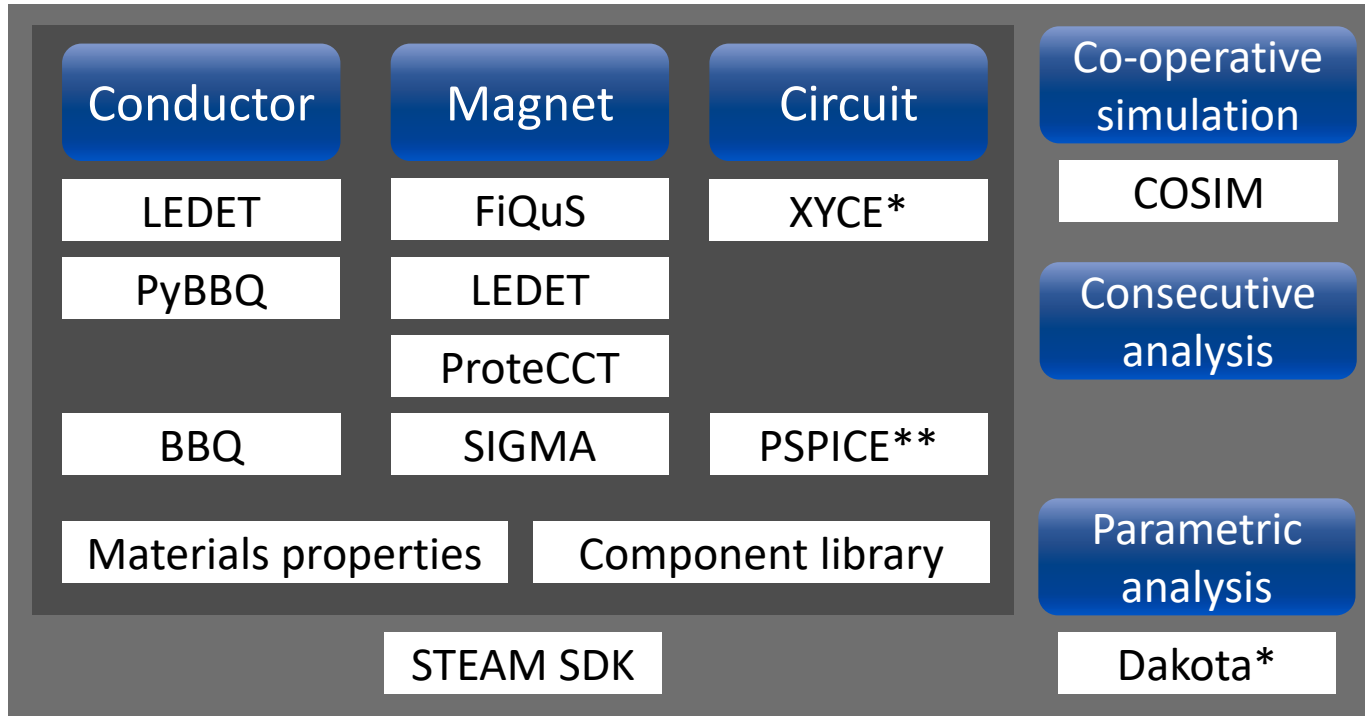 Conductor
Magnet
Circuit
Co-operative
simulation
LEDET
FiQuS
XYCE*
COSIM
PyBBQ
LEDET
Consecutive
analysis
ProteCCT
BBQ
SIGMA
PSPICE**
Materials properties
Component library
Parametric
analysis
STEAM SDK
Dakota*